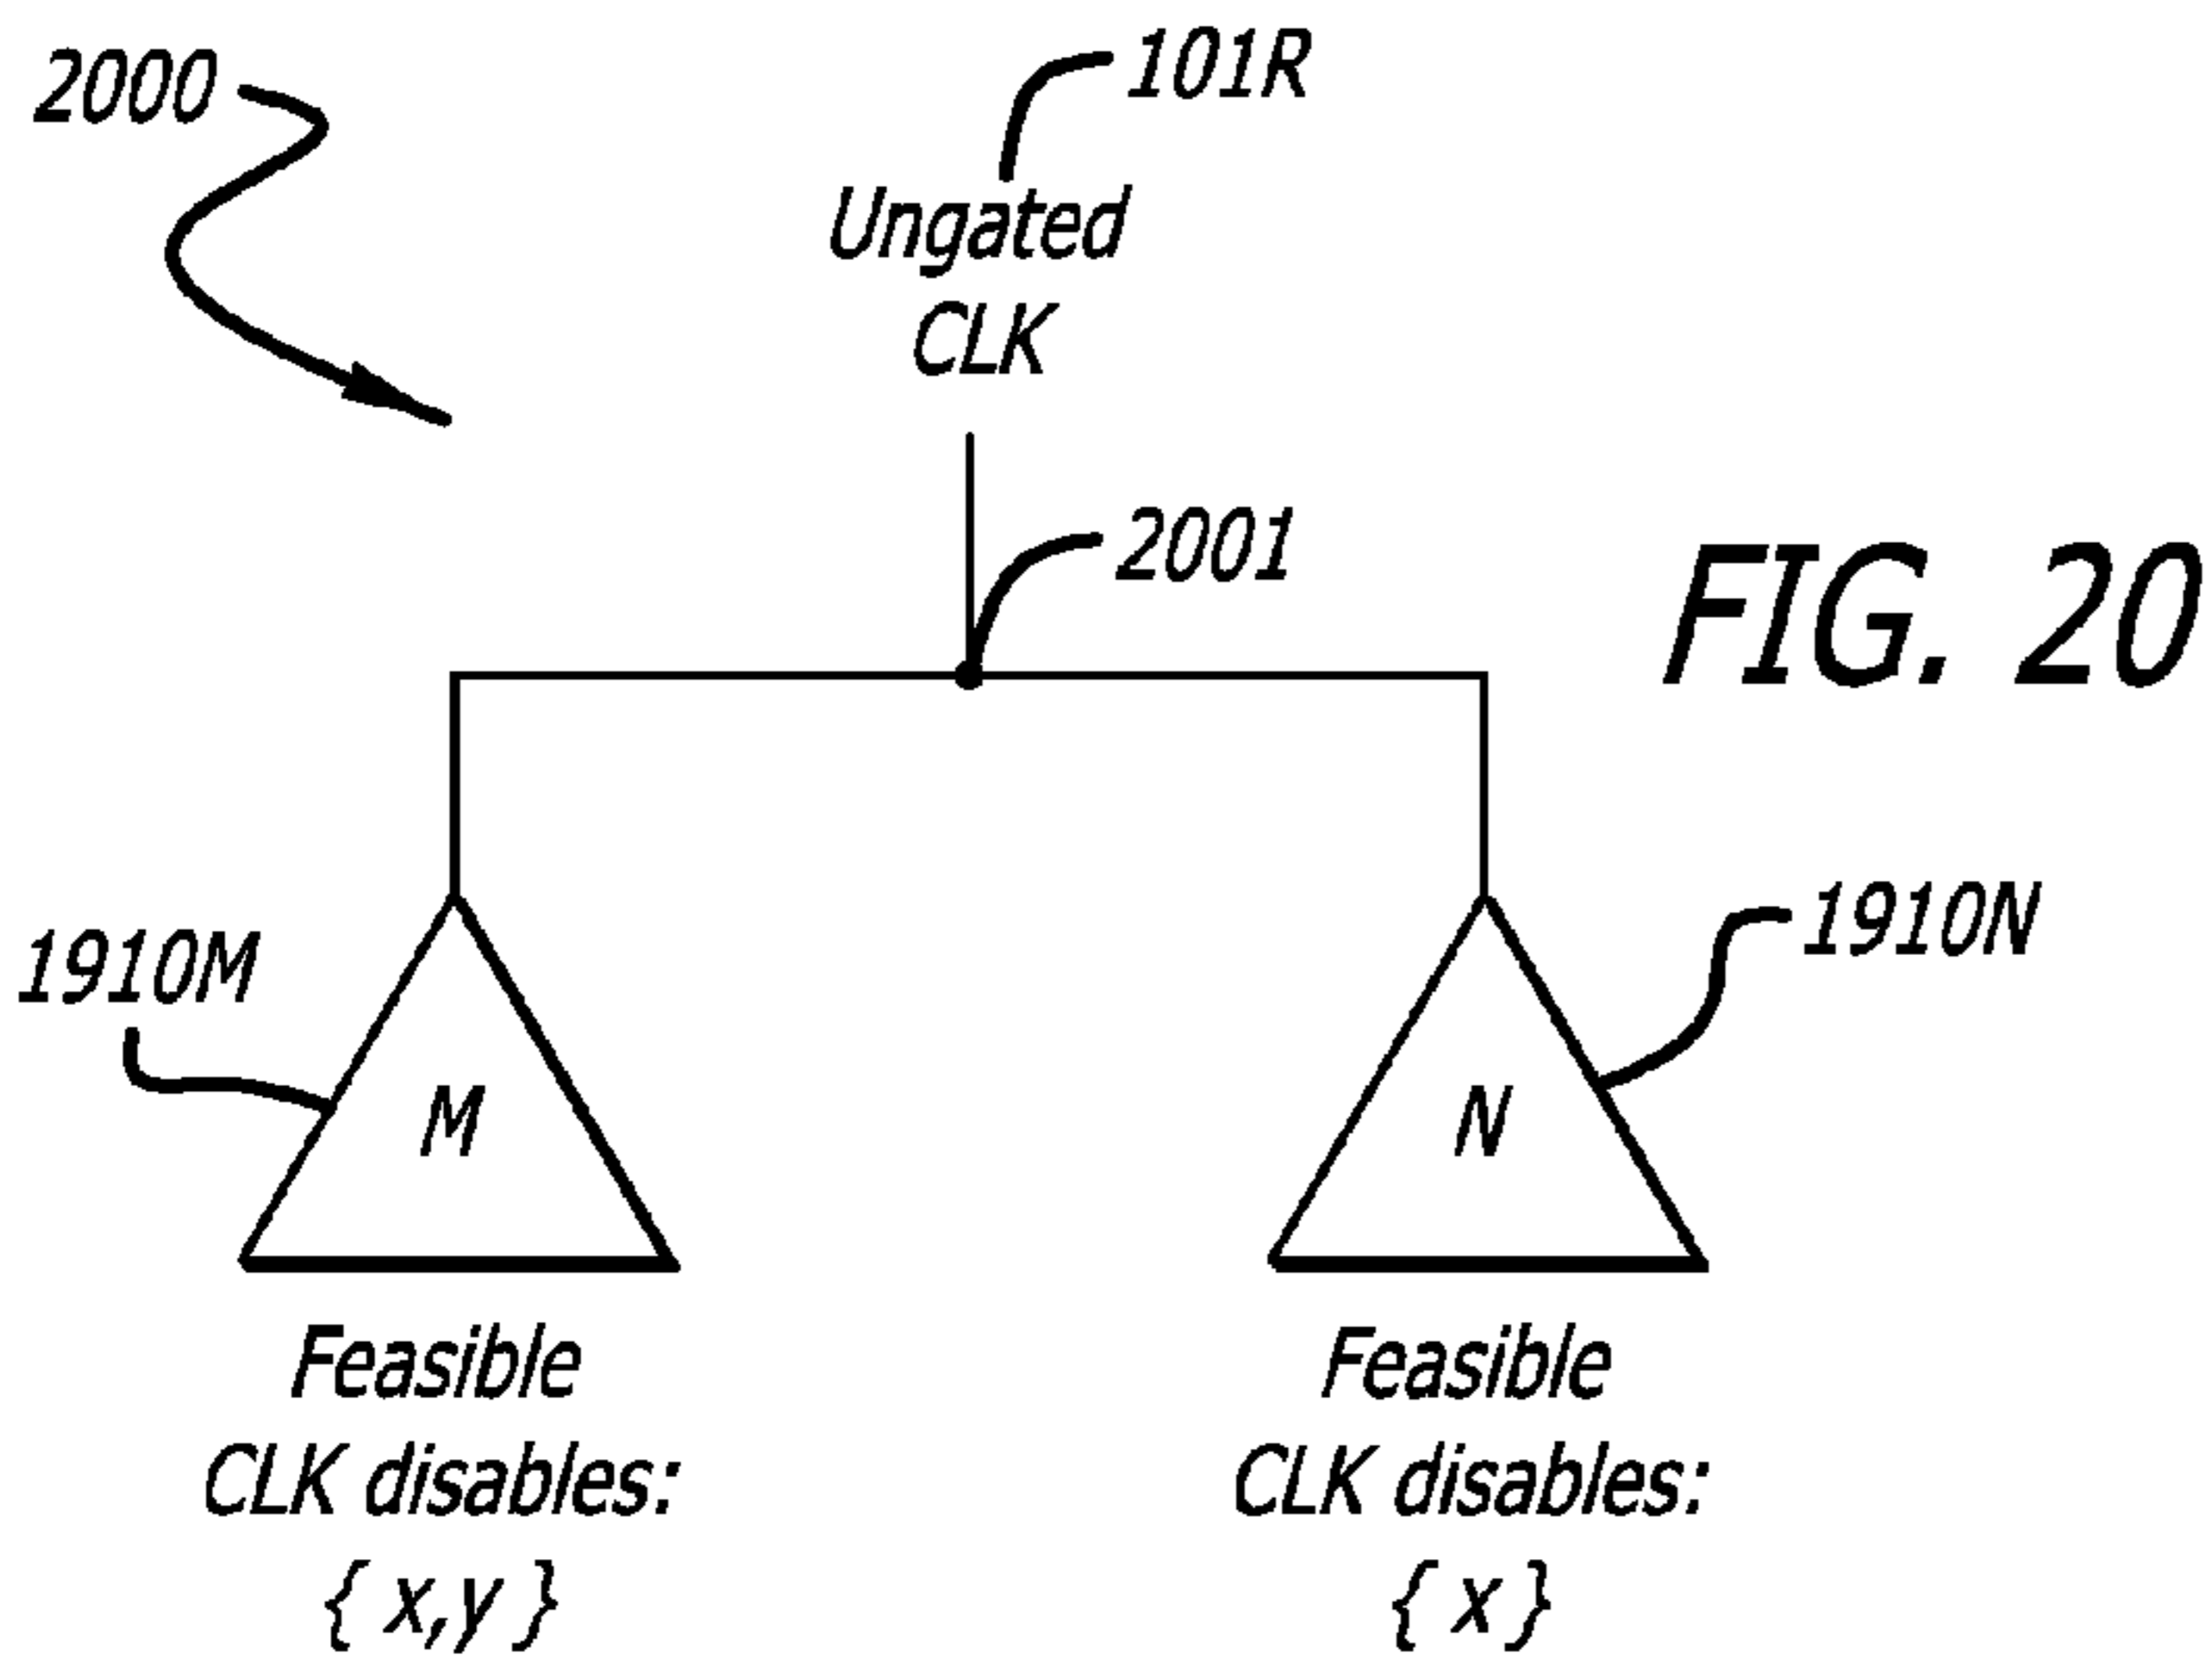 2000
101R
Ungated
CLK
2001
FIG. 20
1910M
1910N
M
N
Feasible
CLK disables:
{ x,y }
Feasible
CLK disables:
{ x }